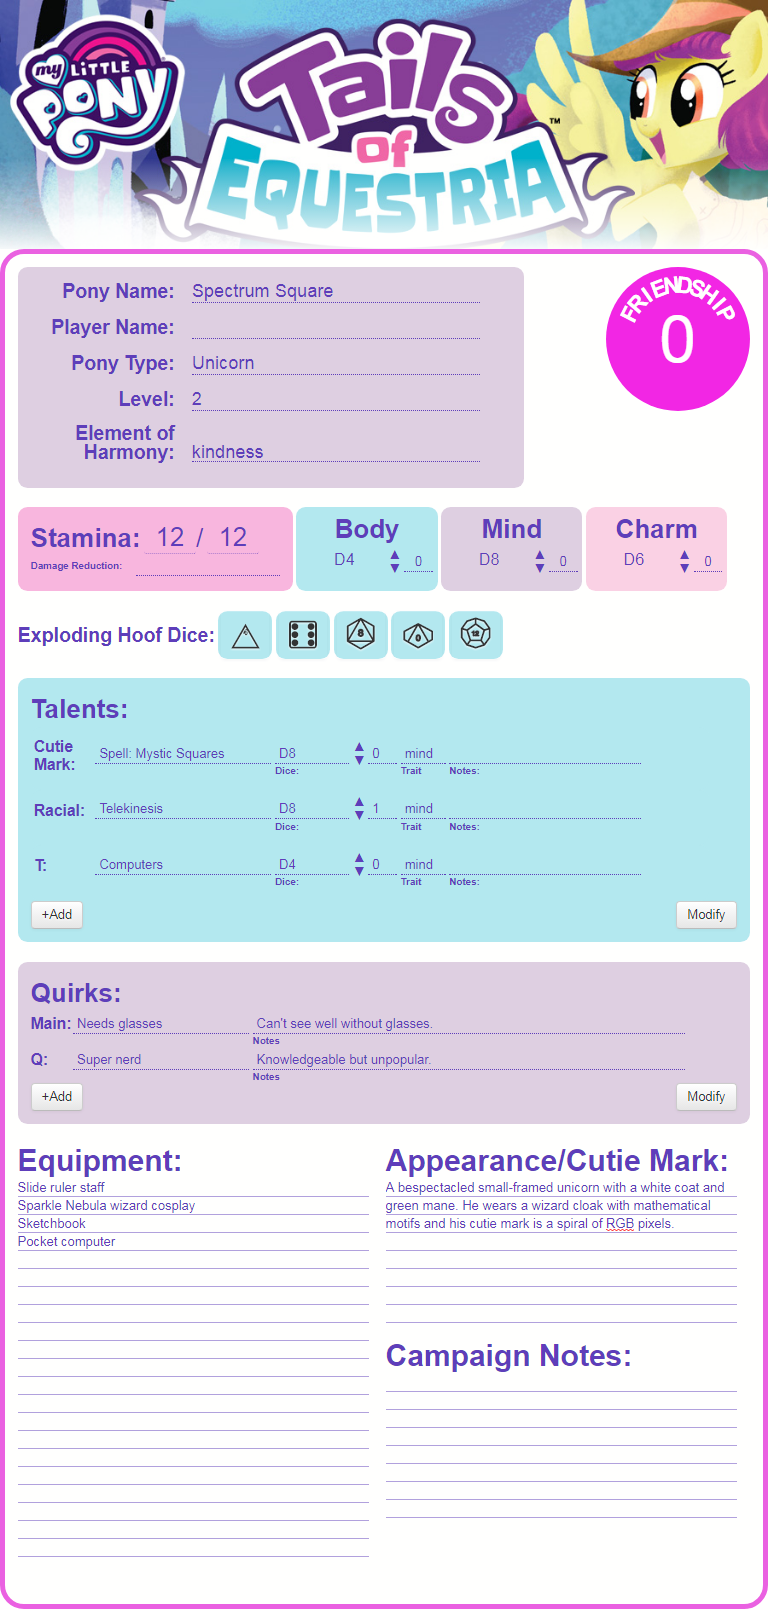 my LITTLE PONY
Tails of EQUESTRIA ™
Pony Name: Spectrum Square
FRIENDSHIP
0
Player Name:
Pony Type: Unicorn
Level: 2
Element of
Harmony: kindness
Stamina: 12 / 12
Damage Reduction:
Body
D4 ▲▼ 0
Mind
D8 ▲▼ 0
Charm
D6 ▲▼ 0
Exploding Hoof Dice: 8 0 12
Talents:
Cutie
Mark: Spell: Mystic Squares D8 ▲▼ 0 mind
Dice: Trait Notes:
Racial: Telekinesis D8 ▲▼ 1 mind
Dice: Trait Notes:
T: Computers D4 ▲▼ 0 mind
Dice: Trait Notes:
+Add Modify
Quirks:
Main: Needs glasses Can't see well without glasses.
Notes
Q: Super nerd Knowledgeable but unpopular.
Notes
+Add Modify
Equipment:
Slide ruler staff
Sparkle Nebula wizard cosplay
Sketchbook
Pocket computer
Appearance/Cutie Mark:
A bespectacled small-framed unicorn with a white coat and
green mane. He wears a wizard cloak with mathematical
motifs and his cutie mark is a spiral of RGB pixels.
Campaign Notes: